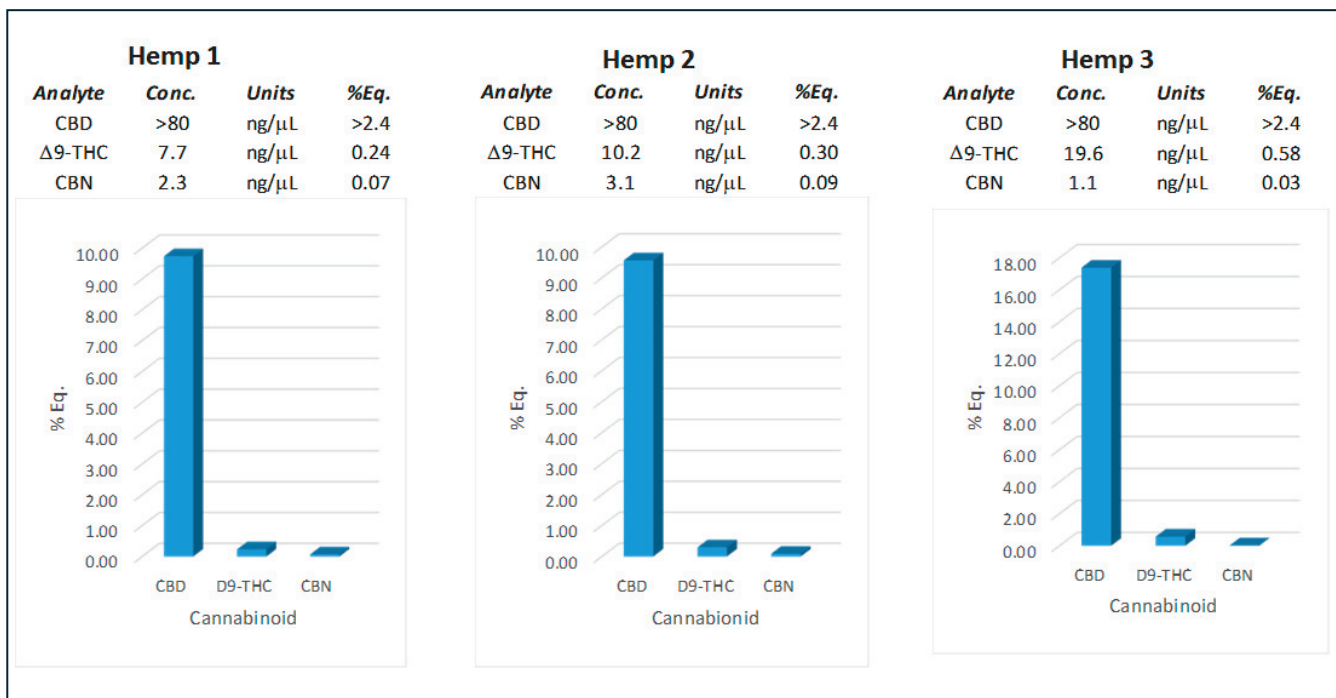 Hemp 1
Analyte Conc. Units %Eq.
CBD >80 ng/μL >2.4
Δ9-THC 7.7 ng/μL 0.24
CBN 2.3 ng/μL 0.07
10.00
9.00
8.00
7.00
6.00
5.00
4.00
3.00
2.00
1.00
0.00
% Eq.
CBD D9-THC CBN
Cannabinoid
Hemp 2
Analyte Conc. Units %Eq.
CBD >80 ng/μL >2.4
Δ9-THC 10.2 ng/μL 0.30
CBN 3.1 ng/μL 0.09
10.00
9.00
8.00
7.00
6.00
5.00
4.00
3.00
2.00
1.00
0.00
% Eq.
CBD D9-THC CBN
Cannabionid
Hemp 3
Analyte Conc. Units %Eq.
CBD >80 ng/μL >2.4
Δ9-THC 19.6 ng/μL 0.58
CBN 1.1 ng/μL 0.03
18.00
16.00
14.00
12.00
10.00
8.00
6.00
4.00
2.00
0.00
% Eq.
CBD D9-THC CBN
Cannabinoid